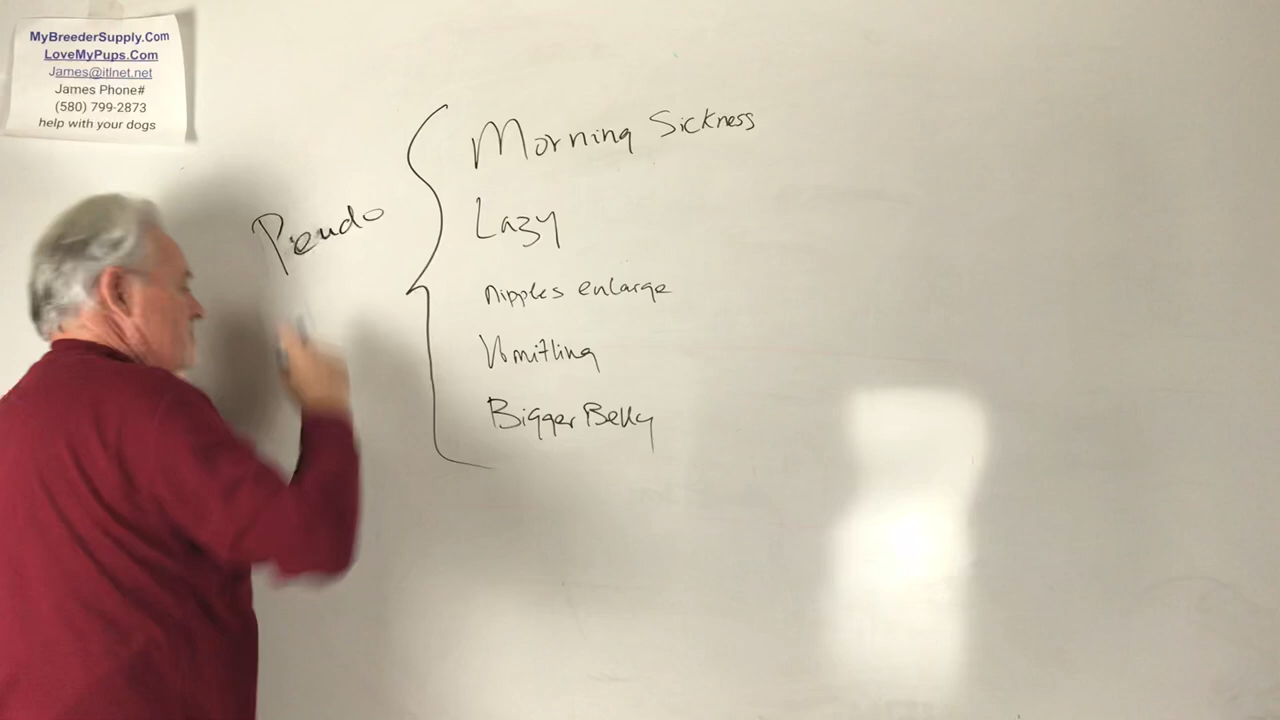 MyBreederSupply.Com
LoveMyPups.Com
James@itlnet.net
James Phone#
(580) 799-2873
help with your dogs
Morning Sickness
Lazy
Pseudo
nipples enlarge
Vomitling
Bigger Belly